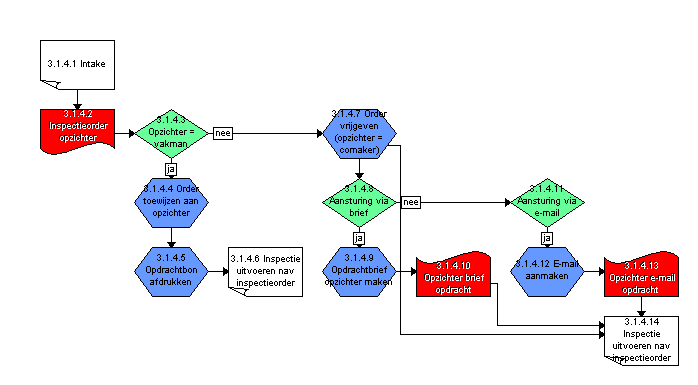 3.1.4.1 Intake
3.1.4.2
Inspectieorder
opzichter
3.1.4.3
Opzichter =
vakman
nee
ja
3.1.4.4 Order
toewijzen aan
opzichter
3.1.4.5
Opdrachtbon
afdrukken
3.1.4.6 Inspectie
uitvoeren nav
inspectieorder
3.1.4.7 Order
vrijgeven
(opzichter =
comaker)
3.1.4.8
Aansturing via
brief
nee
ja
3.1.4.9
Opdrachtbrief
opzichter maken
3.1.4.10
Opzichter brief
opdracht
3.1.4.11
Aansturing via
e-mail
ja
3.1.4.12 E-mail
aanmaken
3.1.4.13
Opzichter e-mail
opdracht
3.1.4.14
Inspectie
uitvoeren nav
inspectieorder